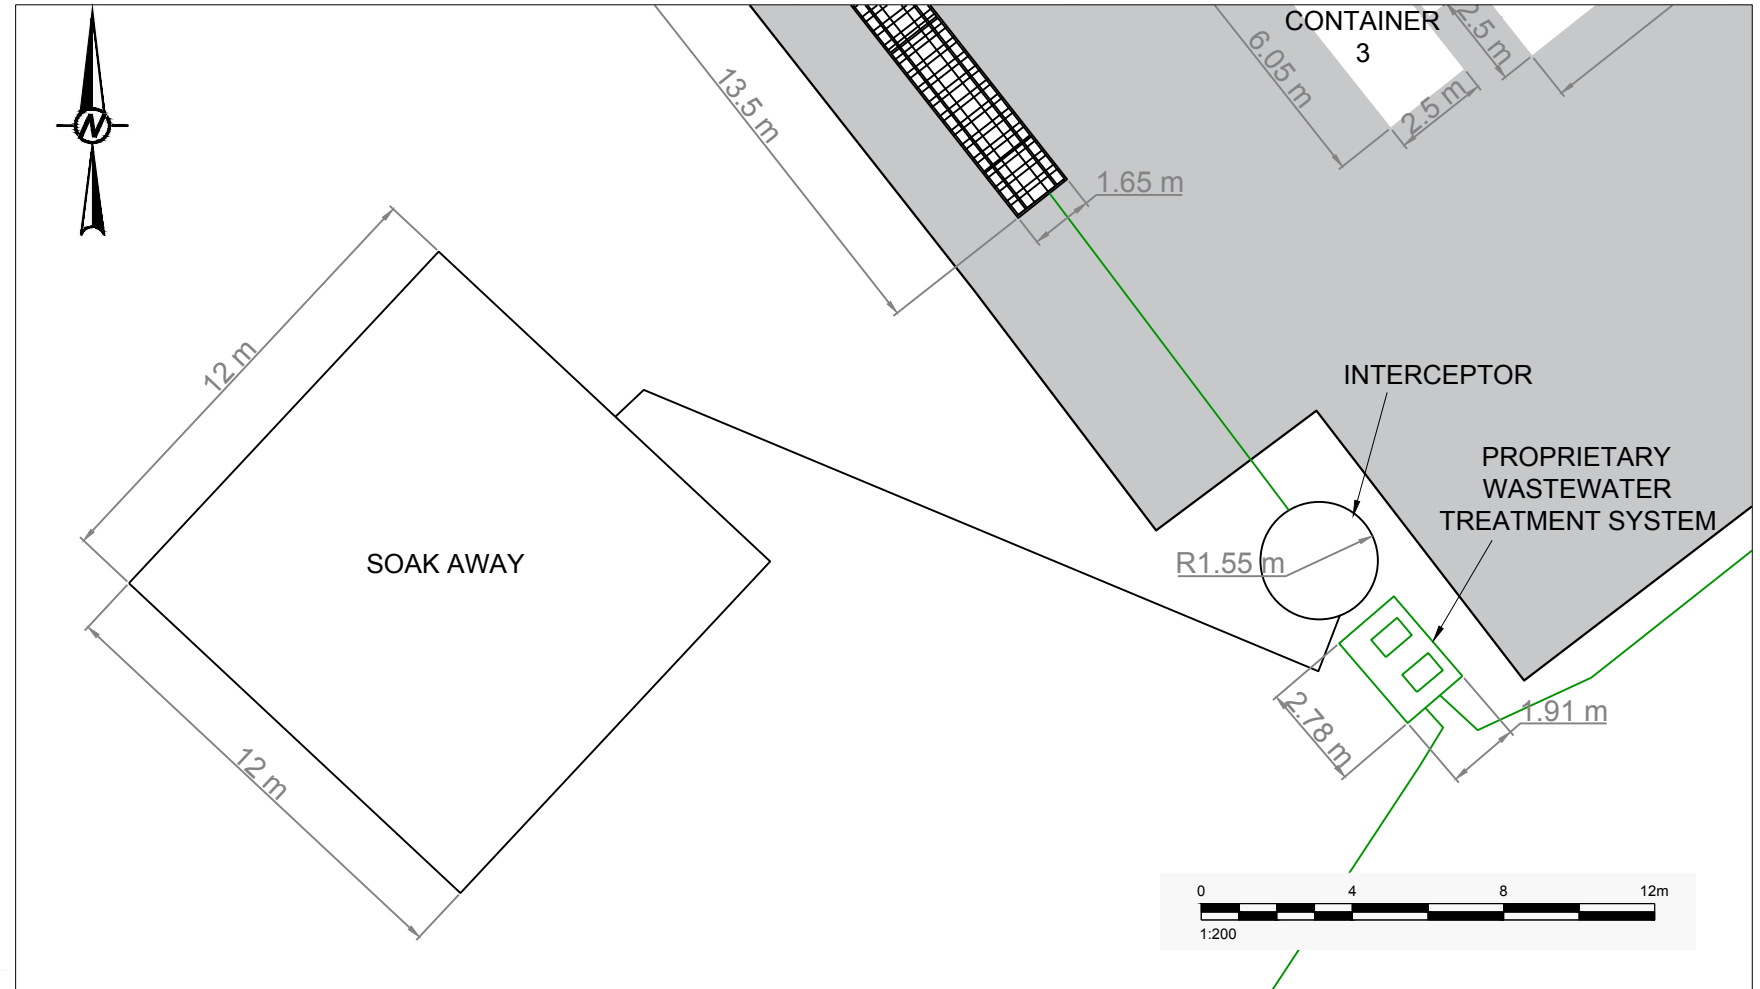 CONTAINER
3
2.5 m
6.05 m
2.5 m
13.5 m
N
1.65 m
12 m
INTERCEPTOR
PROPRIETARY
WASTEWATER
TREATMENT SYSTEM
SOAK AWAY
R1.55 m
2.78 m
1.91 m
12 m
0 4 8 12m
1:200